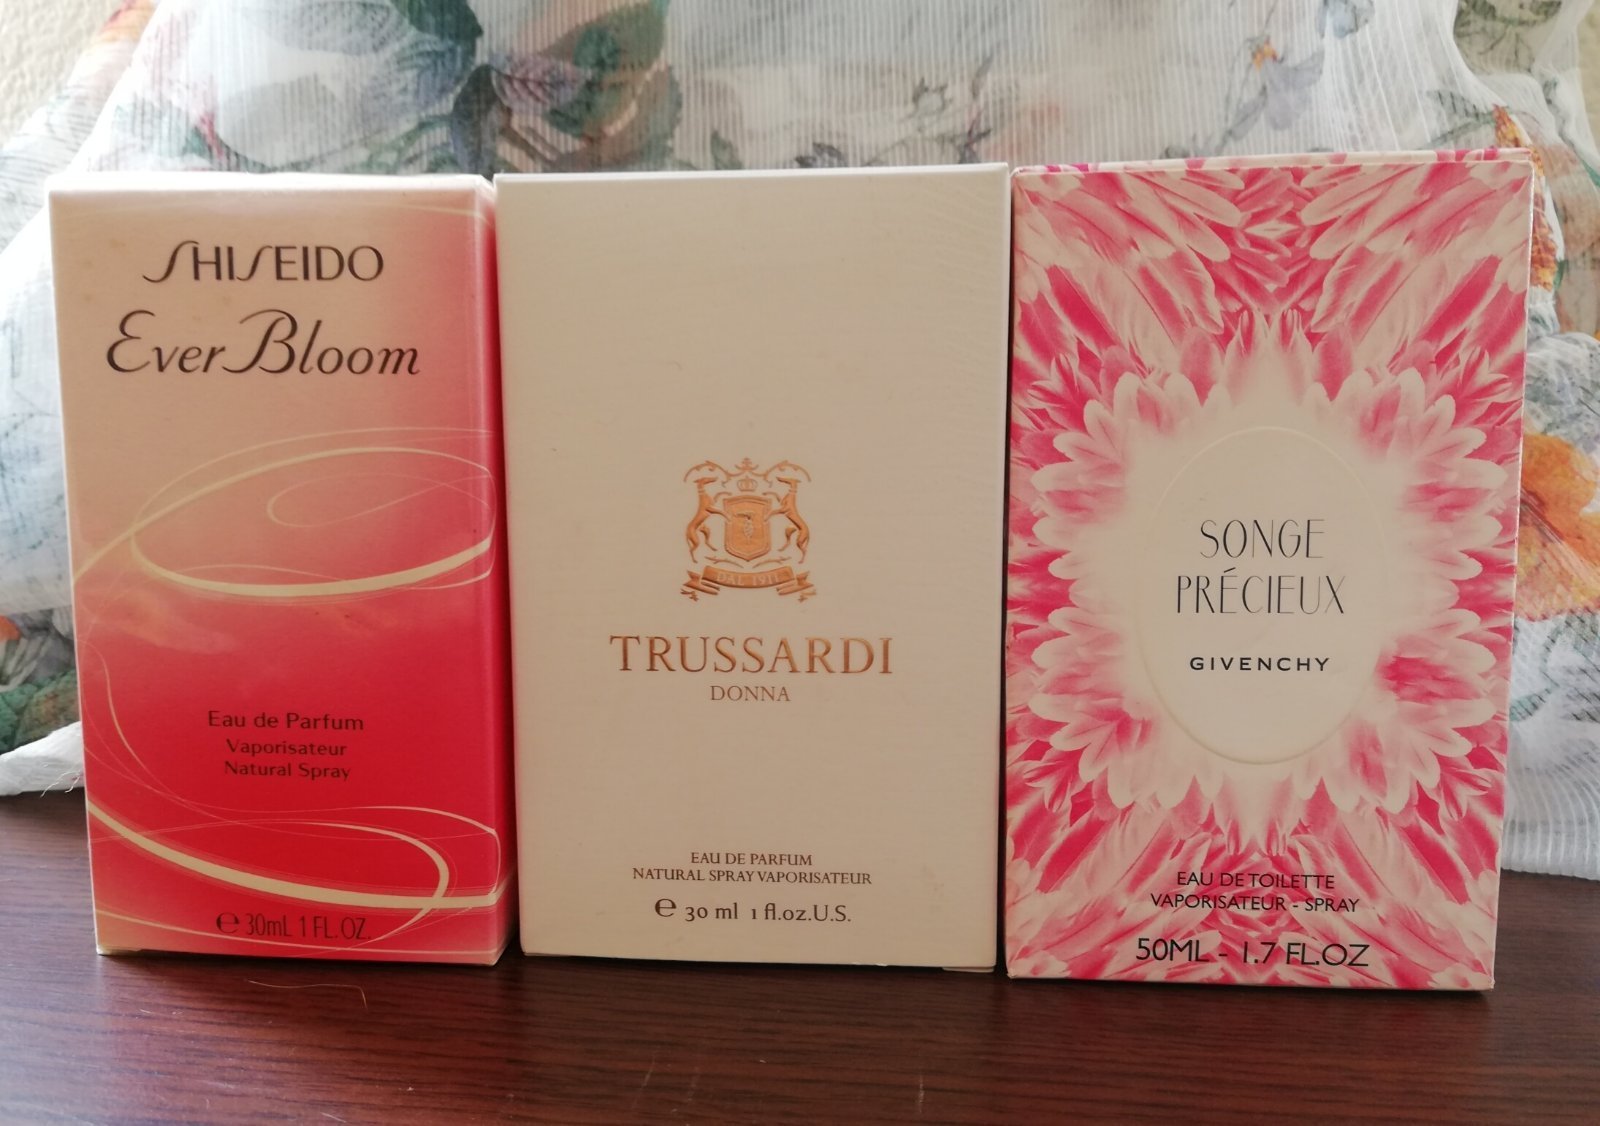 SHISEIDO
Ever Bloom
Eau de Parfum
Vaporisateur
Natural Spray
e 30mL 1 FL. OZ.
DAL 1911
TRUSSARDI
DONNA
EAU DE PARFUM
NATURAL SPRAY VAPORISATEUR
e 30 ml 1 fl.oz.U.S.
SONGE
PRÉCIEUX
GIVENCHY
EAU DE TOILETTE
VAPORISATEUR - SPRAY
50ML - 1.7 FL.OZ